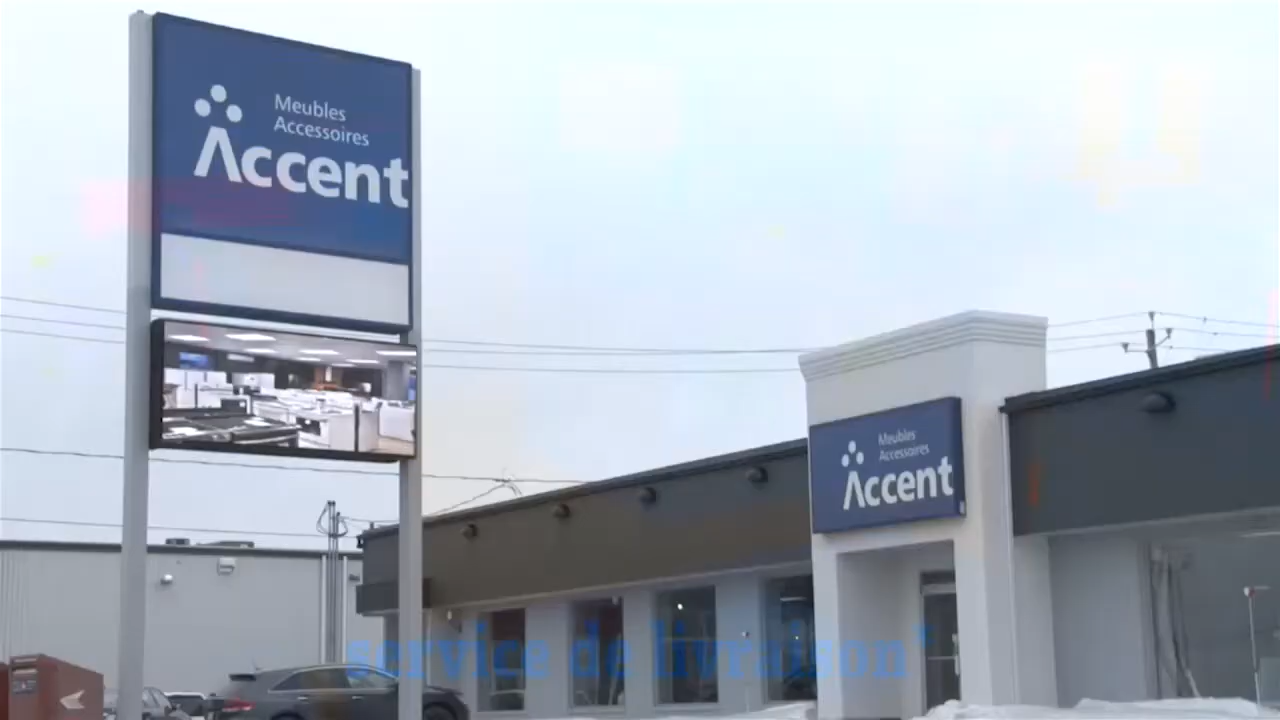 Meubles
Accessoires
Accent
Meubles
Accessoires
Accent
service de livraison*